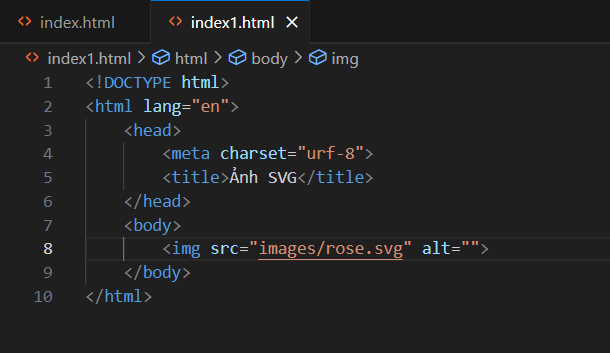 index.html index1.html
index1.html > html > body > img
1 <!DOCTYPE html>
2 <html lang="en">
3 <head>
4 <meta charset="urf-8">
5 <title>Ảnh SVG</title>
6 </head>
7 <body>
8 <img src="images/rose.svg" alt="">
9 </body>
10 </html>